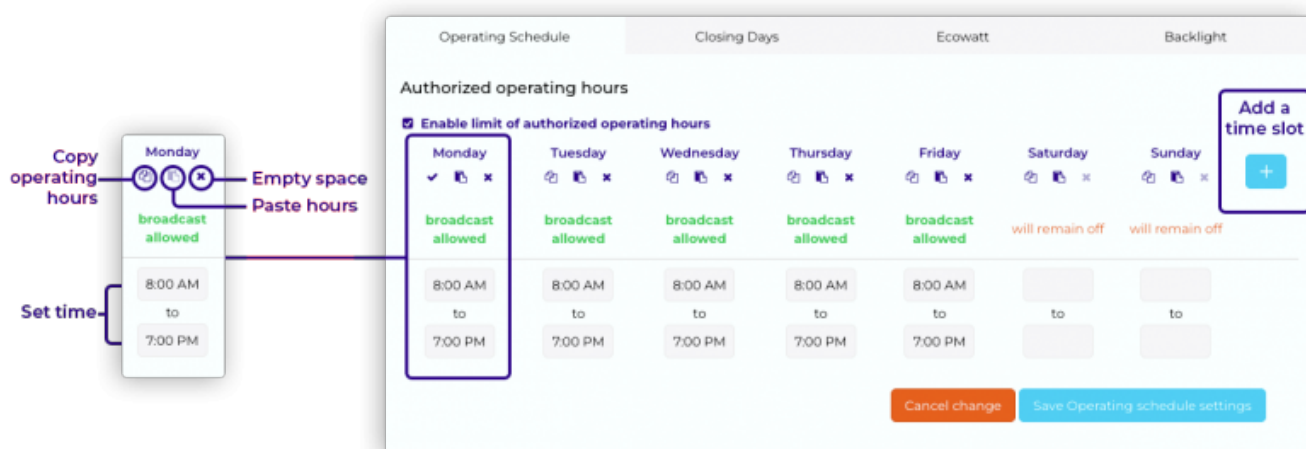 Operating Schedule
Closing Days
Ecowatt
Backlight
Authorized operating hours
Enable limit of authorized operating hours
Add a
time slot
+
Copy
operating
hours
Monday
Empty space
Paste hours
broadcast
allowed
Set time
8:00 AM
to
7:00 PM
Monday
Tuesday
Wednesday
Thursday
Friday
Saturday
Sunday
broadcast
allowed
broadcast
allowed
broadcast
allowed
broadcast
allowed
broadcast
allowed
will remain off
will remain off
8:00 AM
8:00 AM
8:00 AM
8:00 AM
8:00 AM
to
to
to
to
to
to
to
7:00 PM
7:00 PM
7:00 PM
7:00 PM
7:00 PM
Cancel change
Save Operating schedule settings